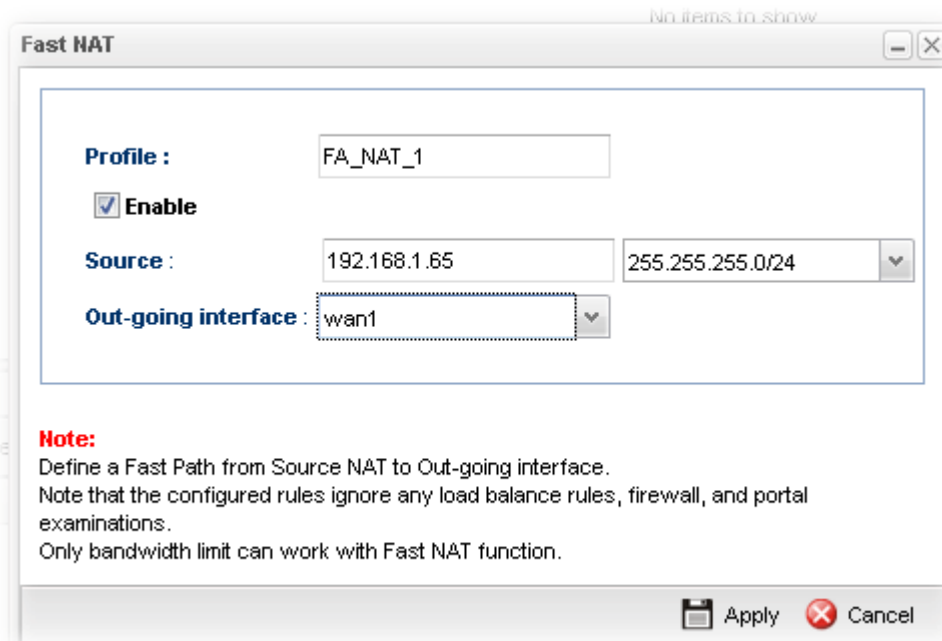 No items to show
Fast NAT
Profile :
FA_NAT_1
Enable
Source :
192.168.1.65
255.255.255.0/24
Out-going interface :
wan1
Note:
Define a Fast Path from Source NAT to Out-going interface.
Note that the configured rules ignore any load balance rules, firewall, and portal
examinations.
Only bandwidth limit can work with Fast NAT function.
Apply
Cancel